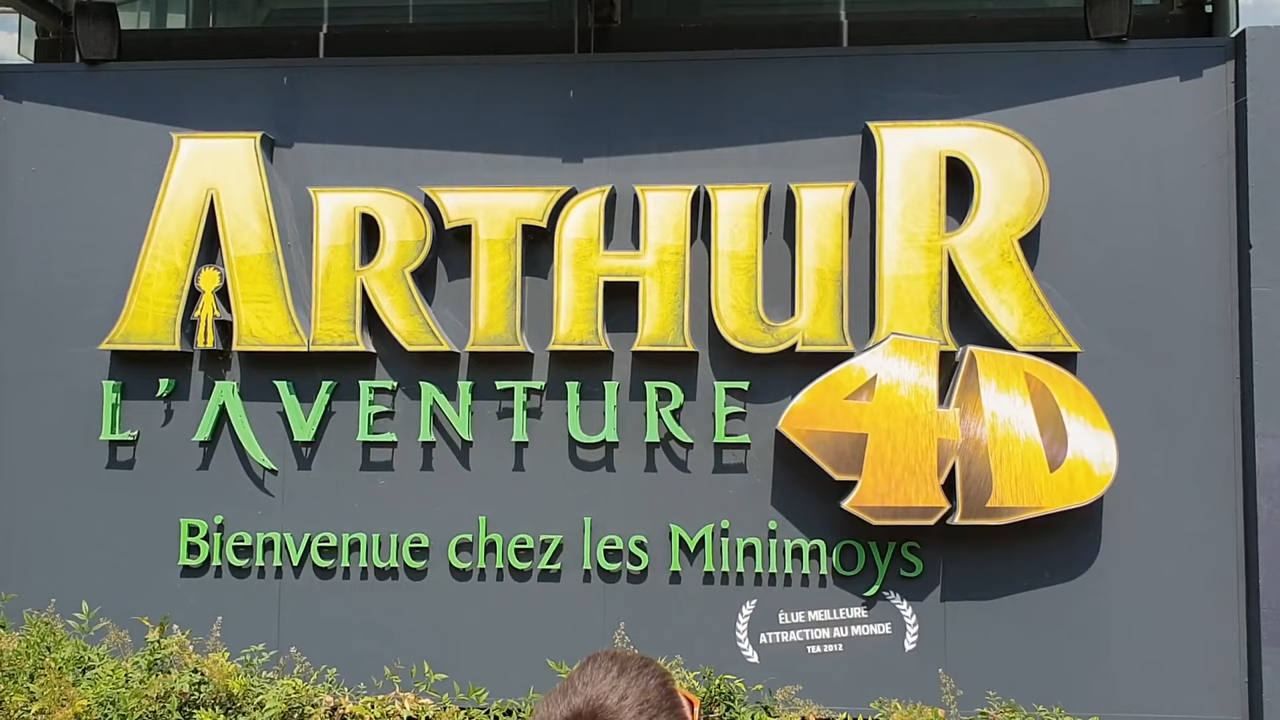 ARTHUR
L'AVENTURE 4D
Bienvenue chez les Minimoys
ÉLUE MEILLEURE
ATTRACTION AU MONDE
TEA 2012